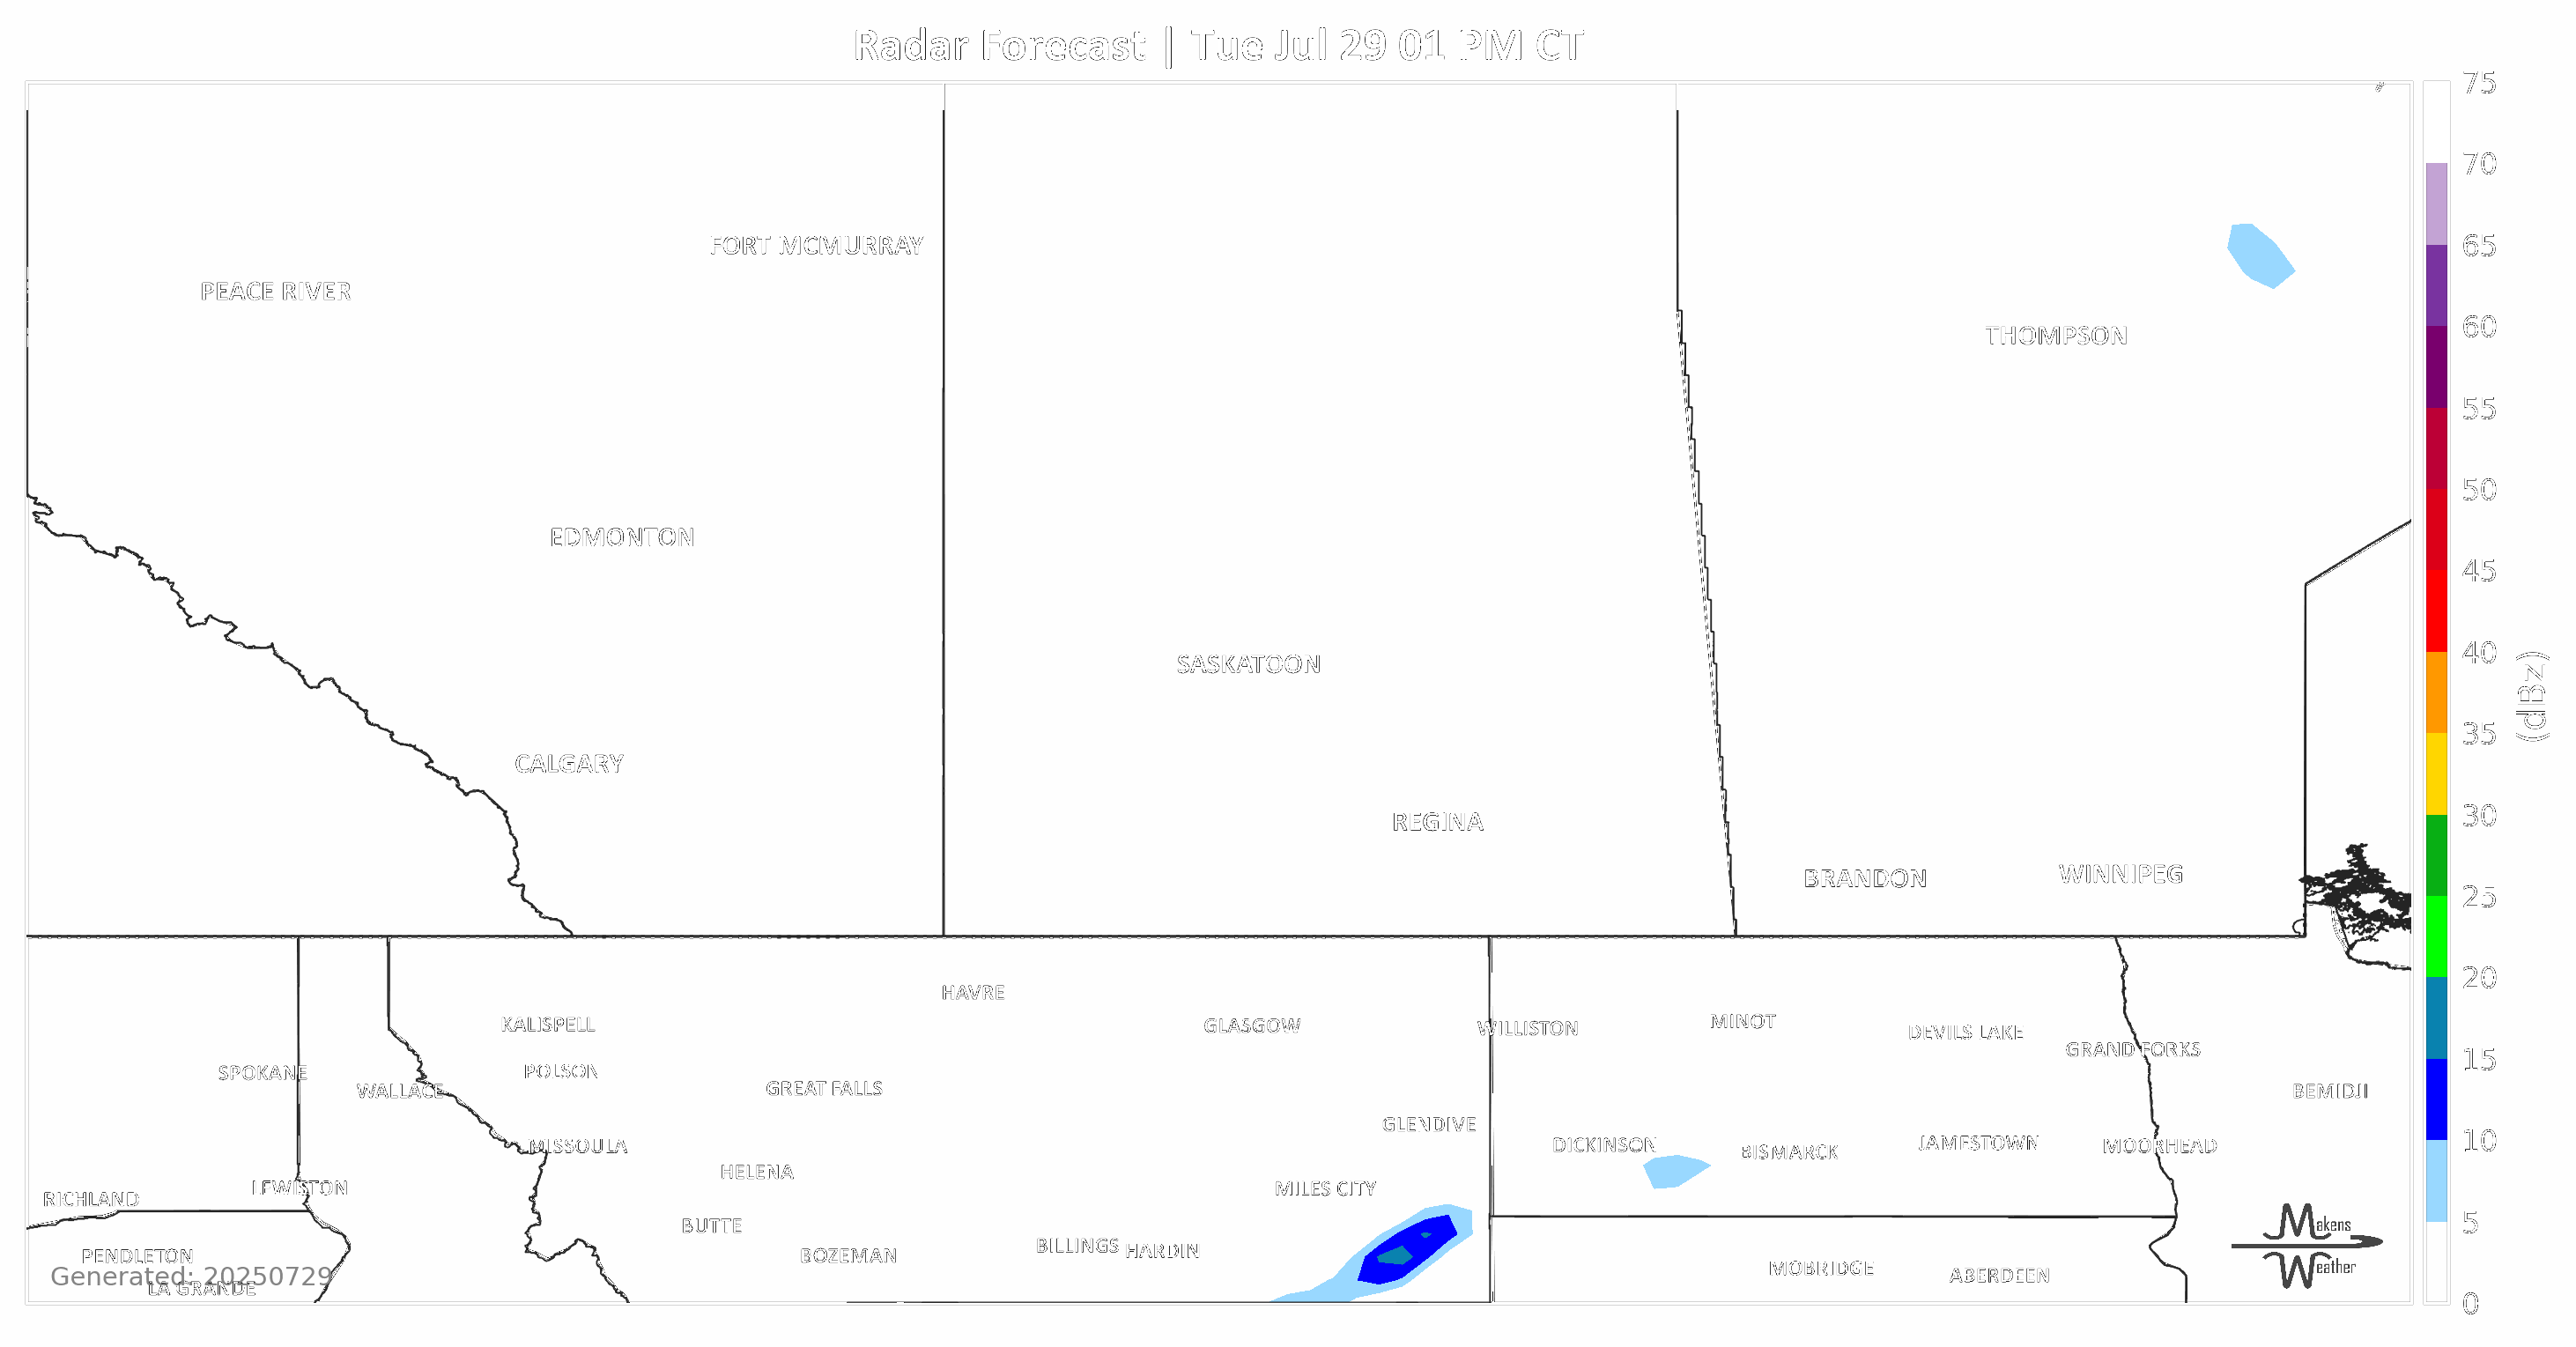 Radar Forecast | Tue Jul 29 01 PM CT
75
70
65
60
55
50
45
40
35
30
25
20
15
10
5
0
(dBz)
FORT MCMURRAY
PEACE RIVER
THOMPSON
EDMONTON
SASKATOON
CALGARY
REGINA
BRANDON
WINNIPEG
HAVRE
KALISPELL
GLASGOW
WILLISTON
MINOT
DEVILS LAKE
GRAND FORKS
SPOKANE
POLSON
WALLACE
GREAT FALLS
BEMIDJI
GLENDIVE
MISSOULA
DICKINSON
BISMARCK
JAMESTOWN
MOORHEAD
HELENA
LEWISTON
MILES CITY
RICHLAND
BUTTE
BILLINGS
HARDIN
PENDLETON
BOZEMAN
MOBRIDGE
ABERDEEN
Generated: 20250729
LA GRANDE
Makens
Weather